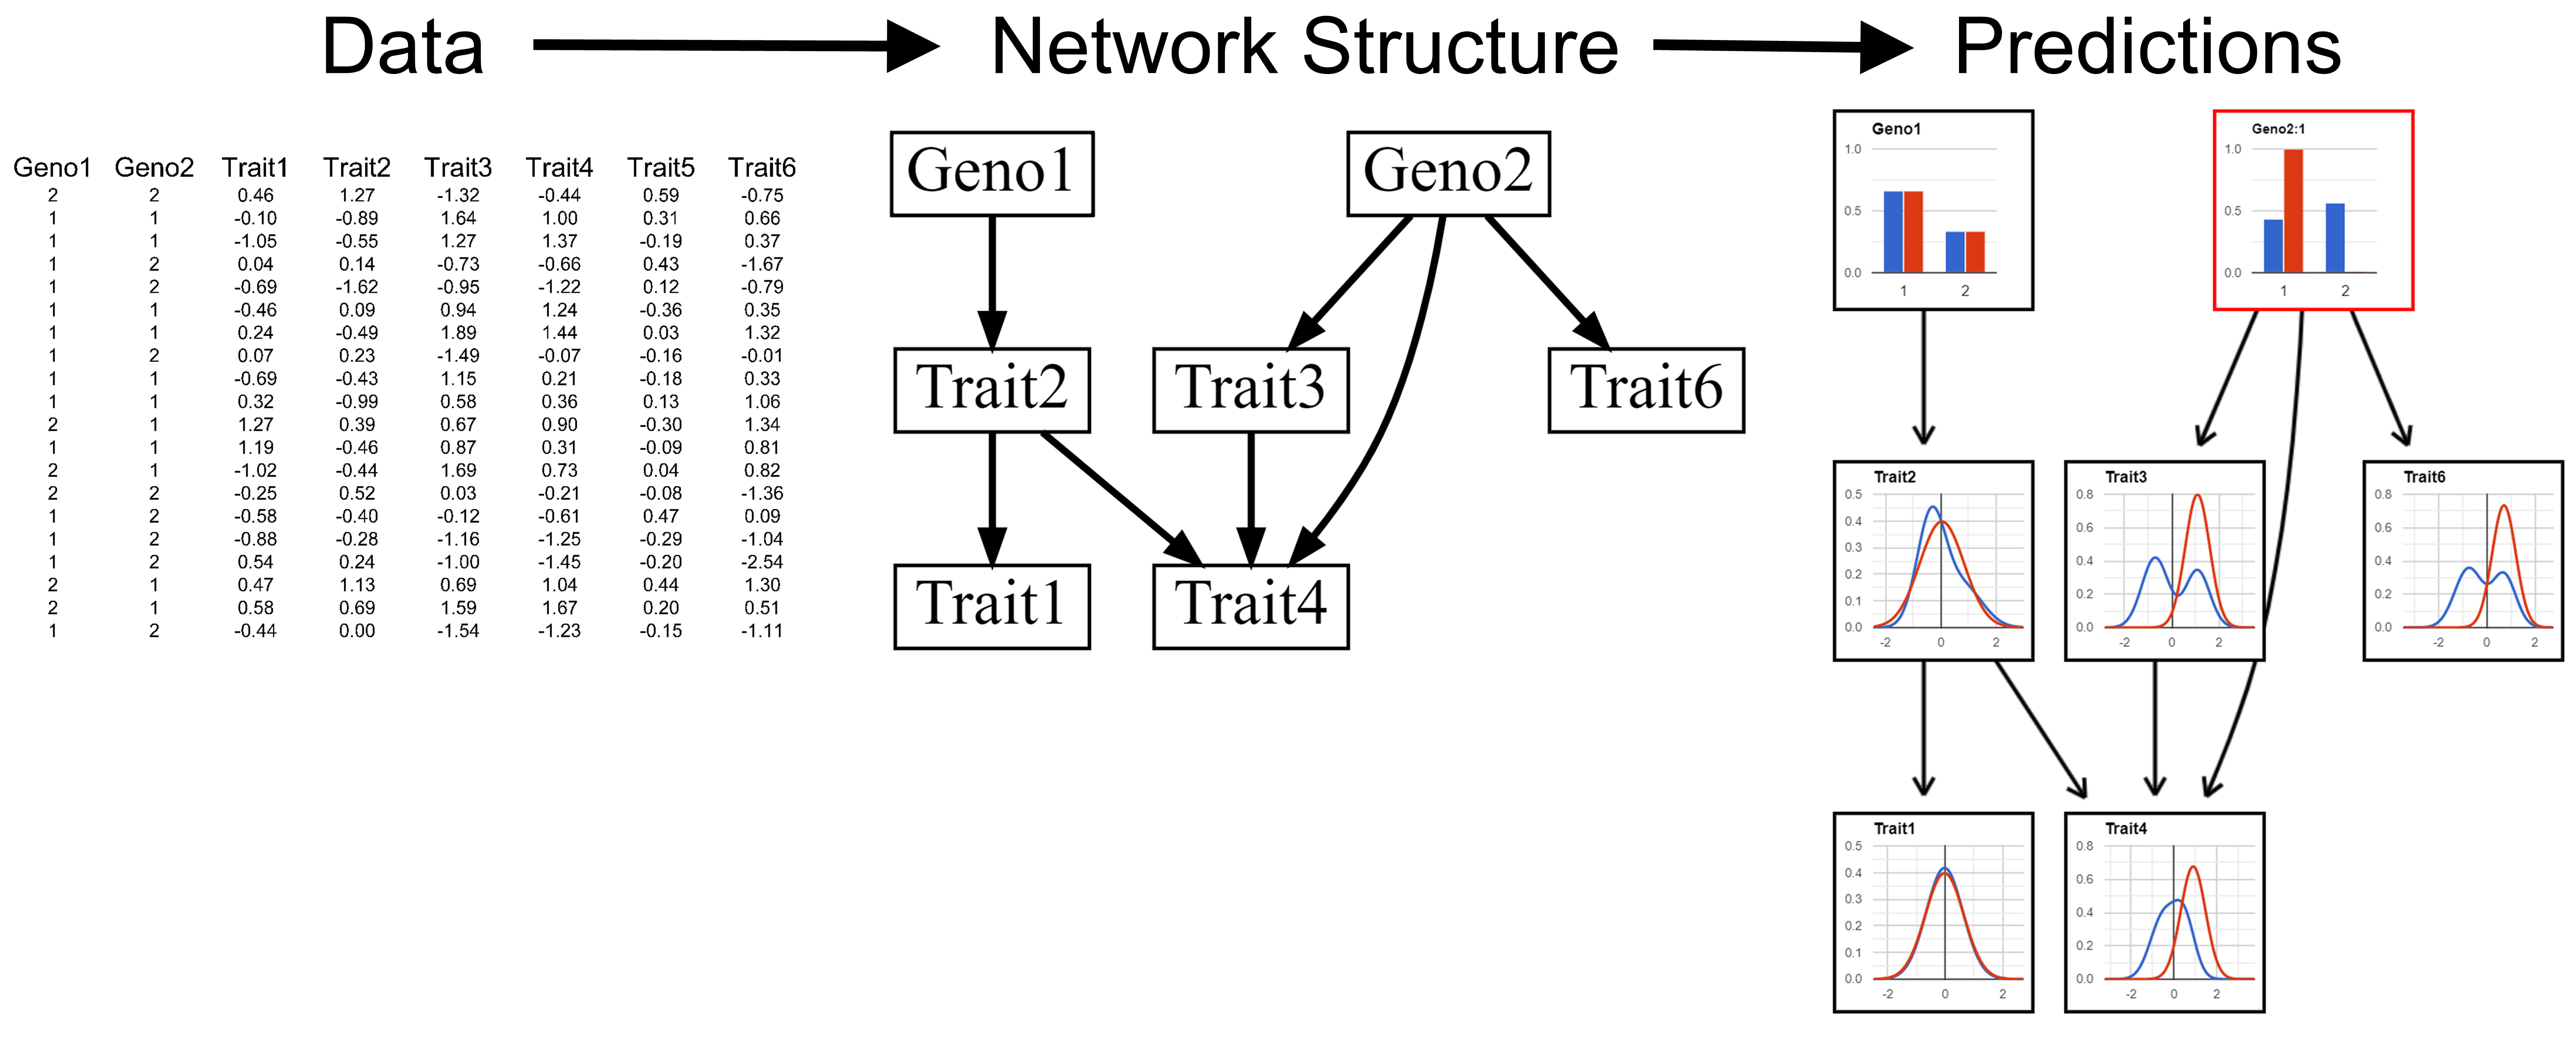 Data Network Structure Predictions
Geno1 Geno2 Trait1 Trait2 Trait3 Trait4 Trait5 Trait6
2 2 0.46 1.27 -1.32 -0.44 0.59 -0.75
1 1 -0.10 -0.89 1.64 1.00 0.31 0.66
1 1 -1.05 -0.55 1.27 1.37 -0.19 0.37
1 2 0.04 0.14 -0.73 -0.66 0.43 -1.67
1 2 -0.69 -1.62 -0.95 -1.22 0.12 -0.79
1 1 -0.46 0.09 0.94 1.24 -0.36 0.35
1 1 0.24 -0.49 1.89 1.44 0.03 1.32
1 2 0.07 0.23 -1.49 -0.07 -0.16 -0.01
1 1 -0.69 -0.43 1.15 0.21 -0.18 0.33
1 1 0.32 -0.99 0.58 0.36 0.13 1.06
2 1 1.27 0.39 0.67 0.90 -0.30 1.34
1 1 1.19 -0.46 0.87 0.31 -0.09 0.81
2 1 -1.02 -0.44 1.69 0.73 0.04 0.82
2 2 -0.25 0.52 0.03 -0.21 -0.08 -1.36
1 2 -0.58 -0.40 -0.12 -0.61 0.47 0.09
1 2 -0.88 -0.28 -1.16 -1.25 -0.29 -1.04
1 2 0.54 0.24 -1.00 -1.45 -0.20 -2.54
2 1 0.47 1.13 0.69 1.04 0.44 1.30
2 1 0.58 0.69 1.59 1.67 0.20 0.51
1 2 -0.44 0.00 -1.54 -1.23 -0.15 -1.11
Geno1 Geno2
Trait2 Trait3 Trait6
Trait1 Trait4
Geno1
1.0
0.5
0.0
1 2
Geno2:1
1.0
0.5
0.0
1 2
Trait2
0.5
0.4
0.3
0.2
0.1
0.0
-2 0 2
Trait3
0.8
0.6
0.4
0.2
0.0
-2 0 2
Trait6
0.8
0.6
0.4
0.2
0.0
-2 0 2
Trait1
0.5
0.4
0.3
0.2
0.1
0.0
-2 0 2
Trait4
0.8
0.6
0.4
0.2
0.0
-2 0 2